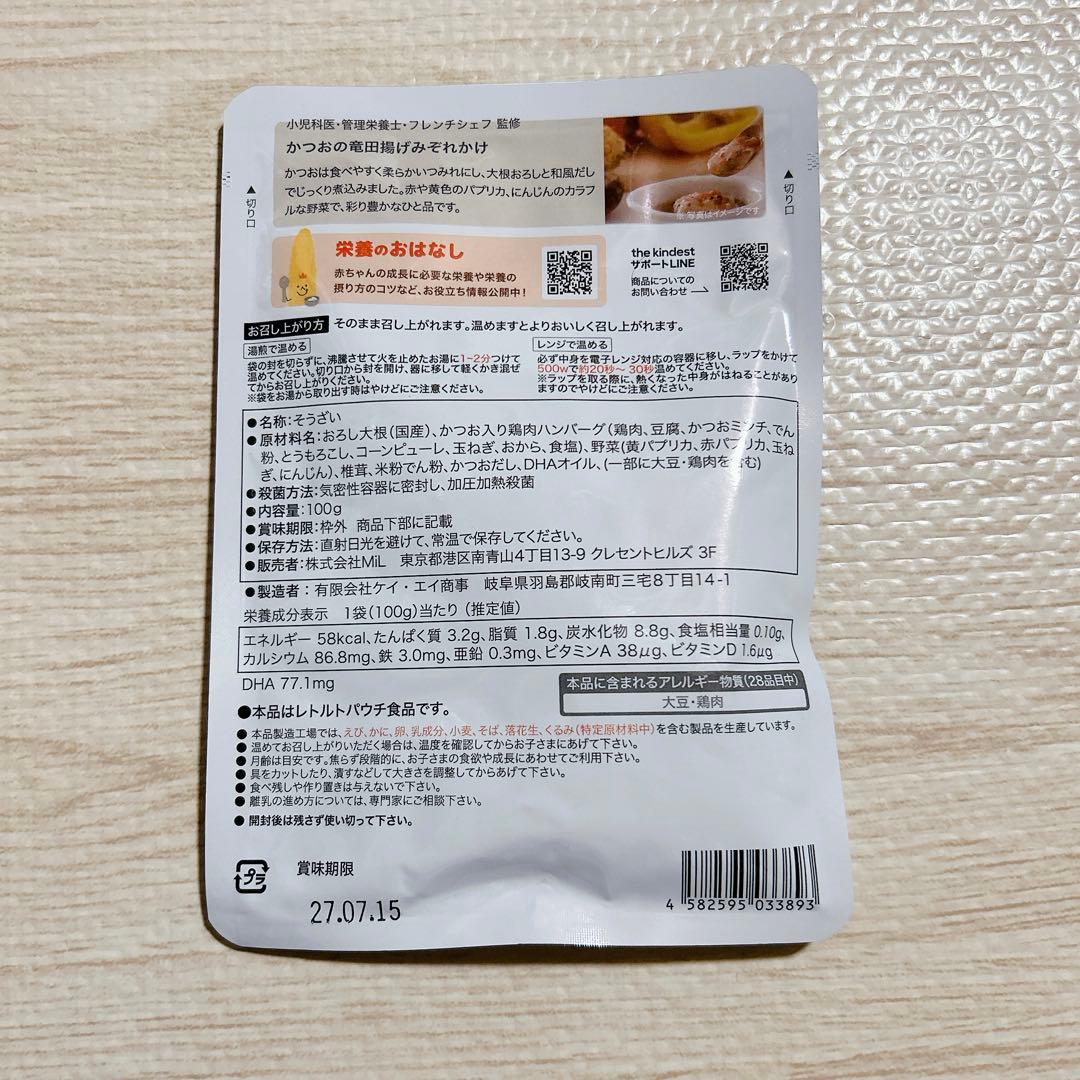 小児科医・管理栄養士・フレンチシェフ 監修
かつおの竜田揚げみぞれかけ
かつおは食べやすく柔らかいつみれにし、大根おろしと和風だし
でじっくり煮込みました。赤や黄色のパプリカ、にんじんのカラフ
ルな野菜で、彩り豊かなひと品です。
※写真はイメージです
▲切り口
▲切り口
栄養のおはなし
赤ちゃんの成長に必要な栄養や栄養の
摂り方のコツなど、お役立ち情報公開中！
the kindest
サポートLINE
商品についての
お問い合わせ
お召し上がり方 そのまま召し上がれます。温めますとよりおいしく召し上がれます。
湯煎で温める
袋の封を切らずに、沸騰させて火を止めたお湯に1~2分つけて
温めてください。切り口から封を開け、器に移して軽くかき混ぜ
てからお召し上がりください。
※袋をお湯から取り出す時はやけどにご注意ください。
レンジで温める
必ず中身を電子レンジ対応の容器に移し、ラップをかけて
500wで約20秒～30秒温めてください。
※ラップを取る際に、熱くなった中身がはねることがあり
ますのでやけどにご注意ください。
●名称：そうざい
●原材料名：おろし大根（国産）、かつお入り鶏肉ハンバーグ（鶏肉、豆腐、かつおミンチ、でん
粉、とうもろこし、コーンピューレ、玉ねぎ、おから、食塩）、野菜（黄パプリカ、赤パプリカ、玉ね
ぎ、にんじん）、椎茸、米粉でん粉、かつおだし、DHAオイル、（一部に大豆・鶏肉を含む）
●殺菌方法：気密性容器に密封し、加圧加熱殺菌
●内容量：100g
●賞味期限：枠外 商品下部に記載
●保存方法：直射日光を避けて、常温で保存してください。
●販売者：株式会社MiL 東京都港区南青山4丁目13-9 クレセントヒルズ 3F
●製造者：有限会社ケイ・エイ商事 岐阜県羽島郡岐南町三宅8丁目14-1
栄養成分表示 1袋（100g）当たり（推定値）
エネルギー 58kcal、たんぱく質 3.2g、脂質 1.8g、炭水化物 8.8g、食塩相当量 0.10g、
カルシウム 86.8mg、鉄 3.0mg、亜鉛 0.3mg、ビタミンA 38μg、ビタミンD 1.6μg
DHA 77.1mg
本品に含まれるアレルギー物質（28品目中）
大豆・鶏肉
●本品はレトルトパウチ食品です。
●本品製造工場では、えび、かに、卵、乳成分、小麦、そば、落花生、くるみ（特定原材料中）を含む製品を生産しています。
●温めてお召し上がりいただく場合は、温度を確認してからお子さまにあげて下さい。
●月齢は目安です。焦らず段階的に、お子さまの食欲や成長にあわせてご利用下さい。
●具をカットしたり、潰すなどして大きさを調整してからあげて下さい。
●食べ残しや作り置きは与えないで下さい。
●離乳の進め方については、専門家にご相談下さい。
●開封後は残さず使い切って下さい。
プラ
賞味期限
27.07.15
4 582595 033893